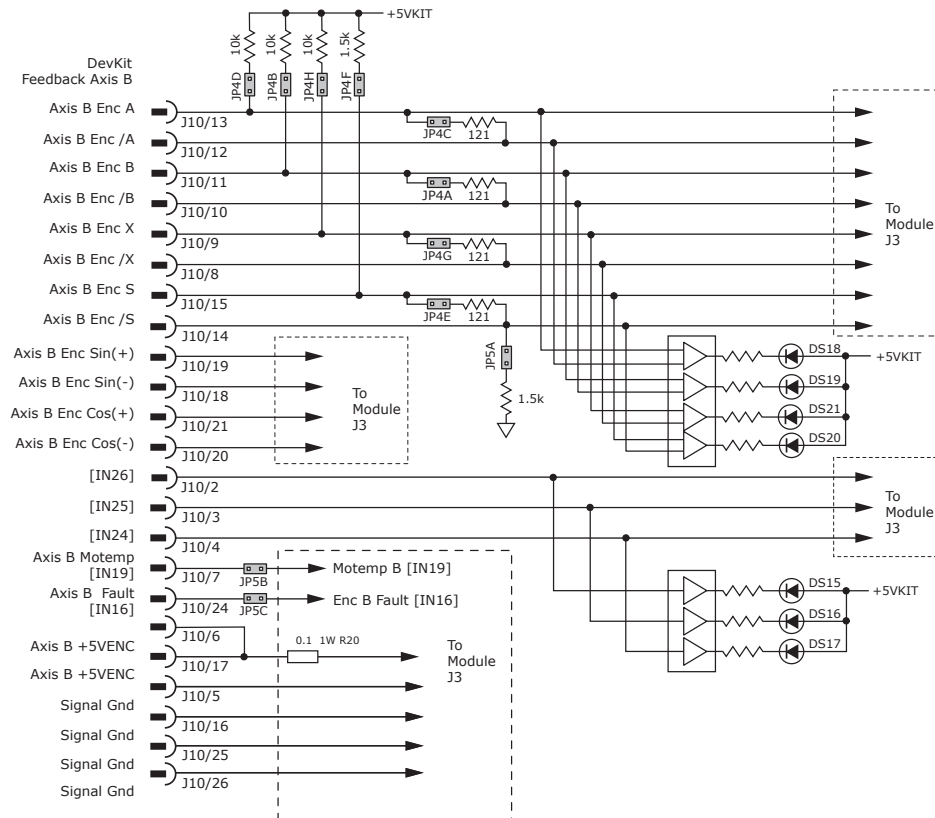 +5VKIT
10k
10k
10k
1.5k
DevKit
Feedback Axis B
JP4D
JP4B
JP4H
JP4F
Axis B Enc A
J10/13
JP4C
121
Axis B Enc /A
J10/12
Axis B Enc B
J10/11
JP4A
121
Axis B Enc /B
J10/10
To
Module
J3
Axis B Enc X
J10/9
JP4G
121
Axis B Enc /X
J10/8
Axis B Enc S
J10/15
JP4E
121
Axis B Enc /S
J10/14
JP5A
1.5k
Axis B Enc Sin(+)
J10/19
Axis B Enc Sin(-)
J10/18
Axis B Enc Cos(+)
J10/21
Axis B Enc Cos(-)
J10/20
To
Module
J3
DS18
+5VKIT
DS19
DS21
DS20
[IN26]
J10/2
[IN25]
J10/3
[IN24]
J10/4
To
Module
J3
Axis B Motemp
[IN19]
J10/7
JP5B
Motemp B [IN19]
Axis B Fault
[IN16]
J10/24
JP5C
Enc B Fault [IN16]
DS15
+5VKIT
DS16
DS17
J10/6
Axis B +5VENC
J10/17
0.1 1W R20
To
Module
J3
Axis B +5VENC
J10/5
Signal Gnd
J10/16
Signal Gnd
J10/25
Signal Gnd
J10/26
Signal Gnd